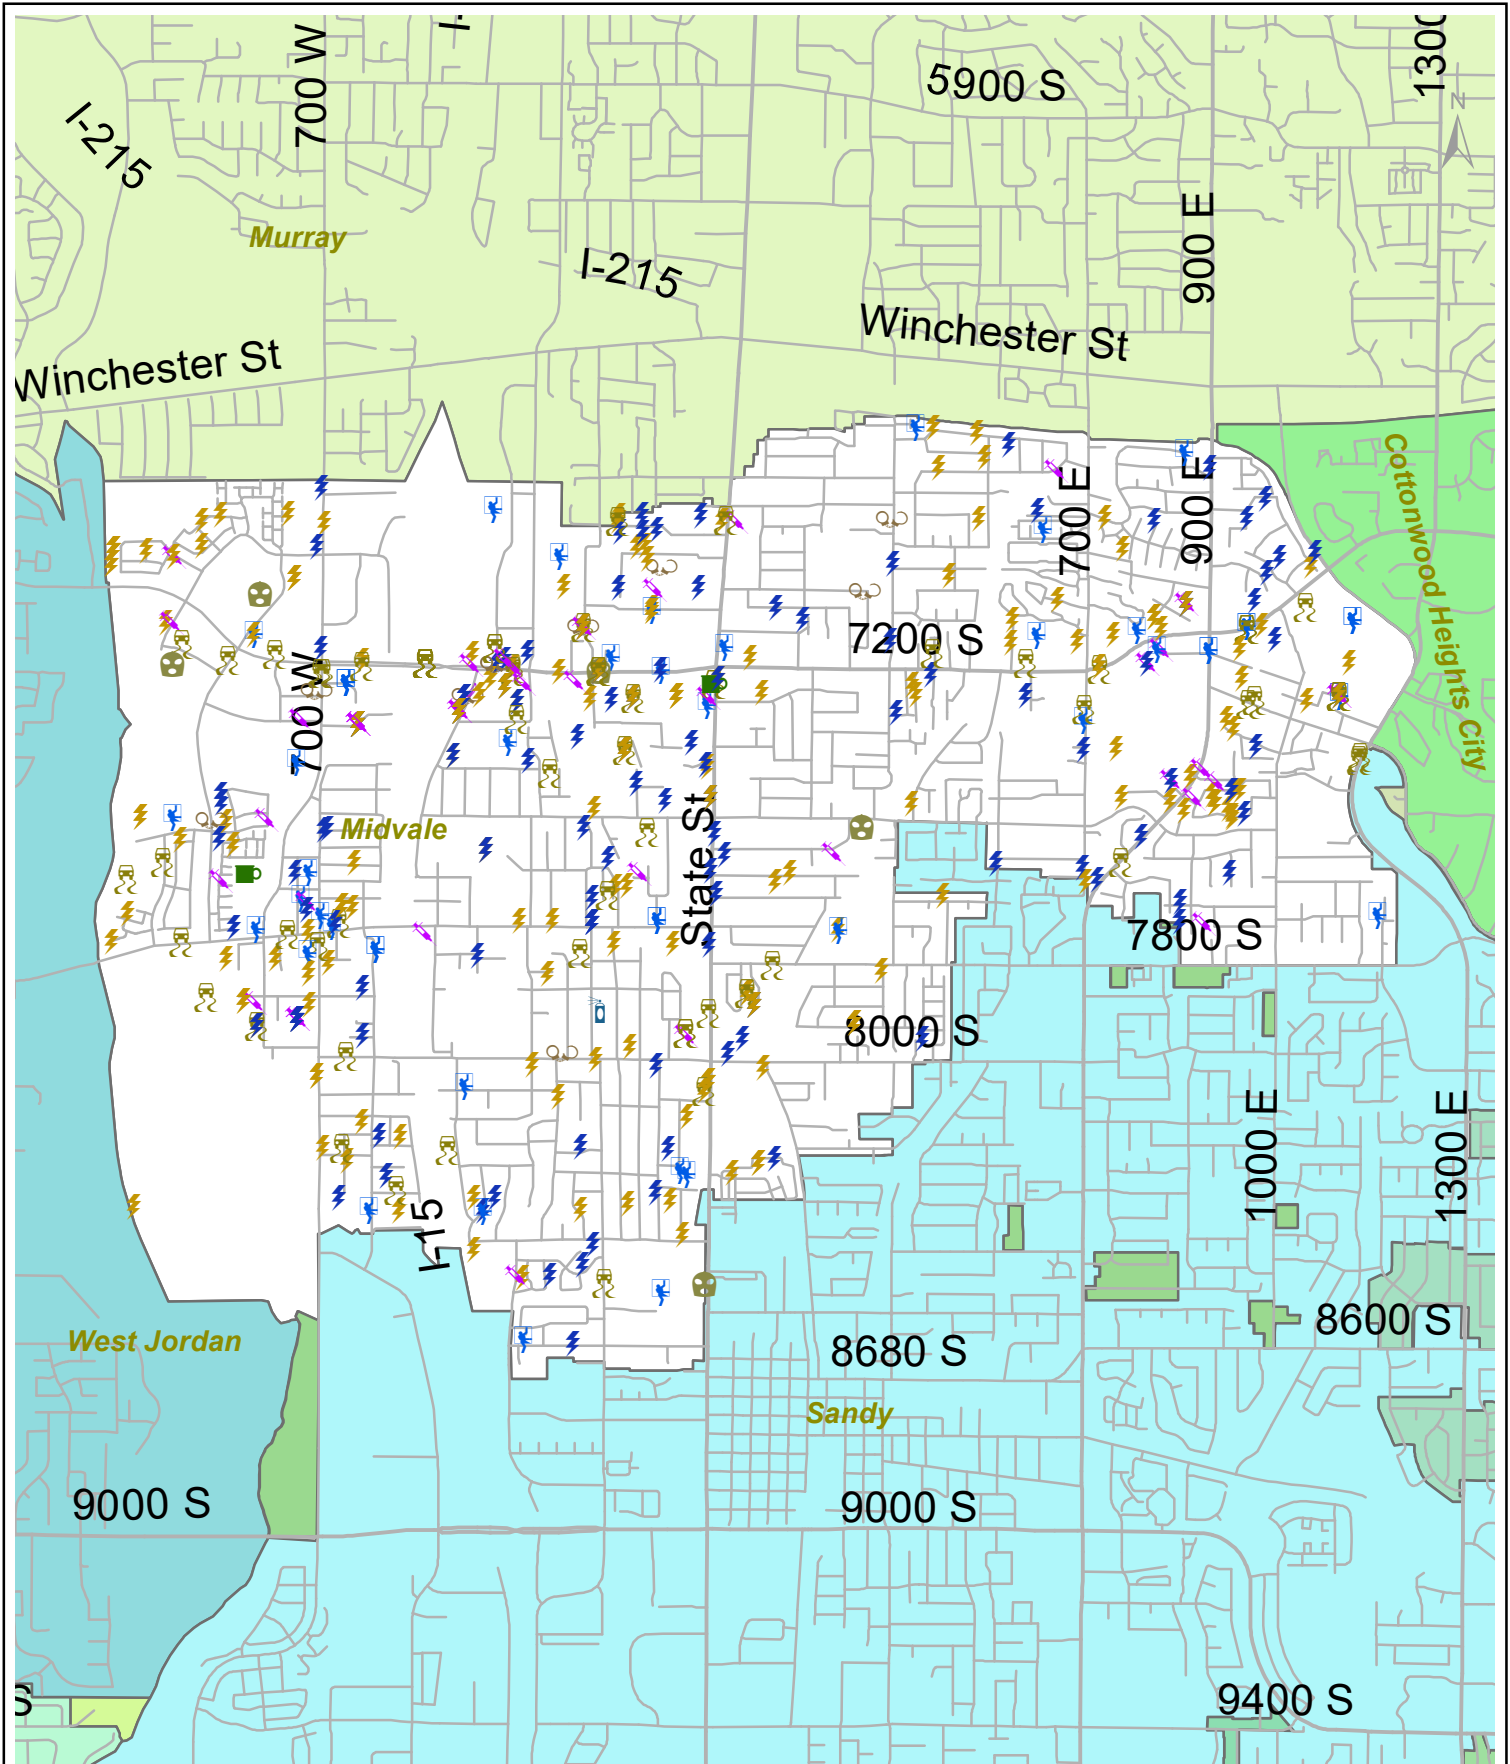 1300
700 W
I-
5900 S
N
I-215
900 E
Murray
I-215
Winchester St
Winchester St
Cottonwood Heights City
700 E
900 E
7200 S
700 W
Midvale
State St
7800 S
8000 S
1000 E
1300 E
I-15
8600 S
West Jordan
8680 S
Sandy
9000 S
9000 S
S
9400 S